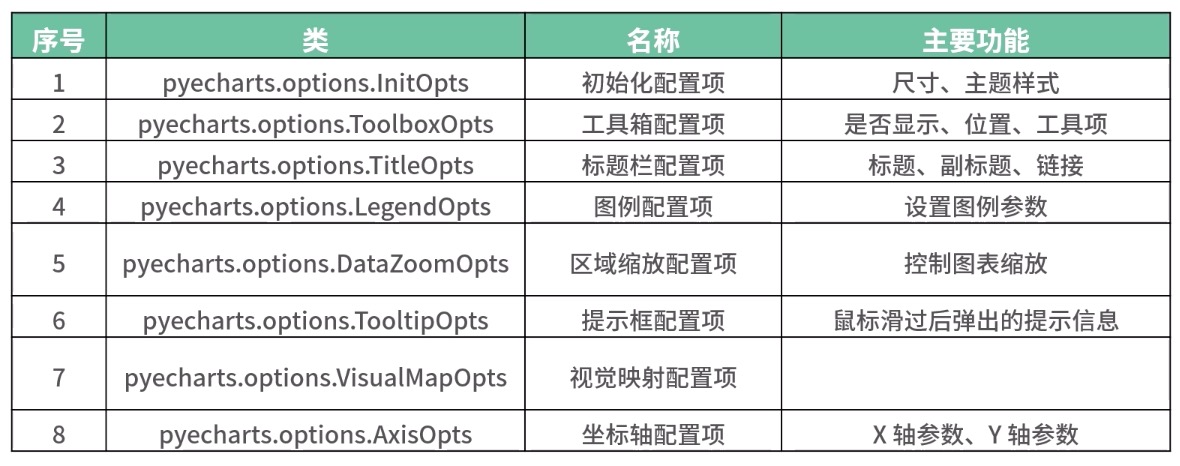 序号 类 名称 主要功能
1 pyecharts.options.InitOpts 初始化配置项 尺寸、主题样式
2 pyecharts.options.ToolboxOpts 工具箱配置项 是否显示、位置、工具项
3 pyecharts.options.TitleOpts 标题栏配置项 标题、副标题、链接
4 pyecharts.options.LegendOpts 图例配置项 设置图例参数
5 pyecharts.options.DataZoomOpts 区域缩放配置项 控制图表缩放
6 pyecharts.options.TooltipOpts 提示框配置项 鼠标滑过后弹出的提示信息
7 pyecharts.options.VisualMapOpts 视觉映射配置项
8 pyecharts.options.AxisOpts 坐标轴配置项 X 轴参数、Y 轴参数